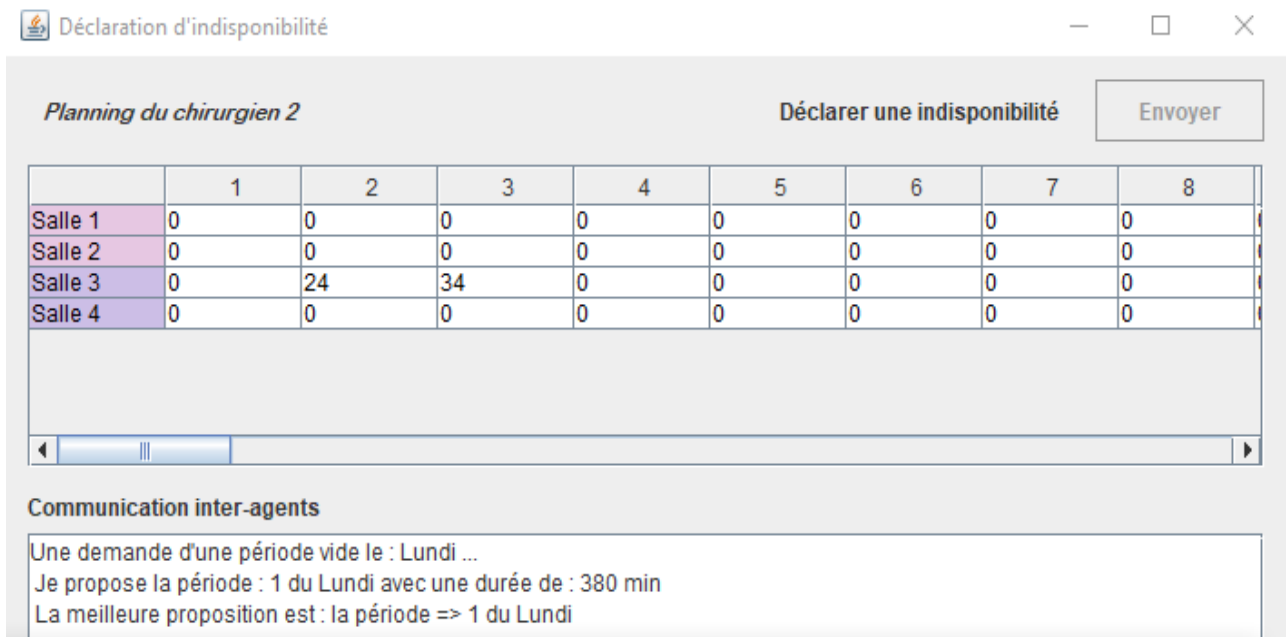 Déclaration d'indisponibilité
Planning du chirurgien 2 Déclarer une indisponibilité Envoyer
1 2 3 4 5 6 7 8
Salle 1 0 0 0 0 0 0 0 0
Salle 2 0 0 0 0 0 0 0 0
Salle 3 0 24 34 0 0 0 0 0
Salle 4 0 0 0 0 0 0 0 0
Communication inter-agents
Une demande d'une période vide le : Lundi ...
Je propose la période : 1 du Lundi avec une durée de : 380 min
La meilleure proposition est : la période => 1 du Lundi